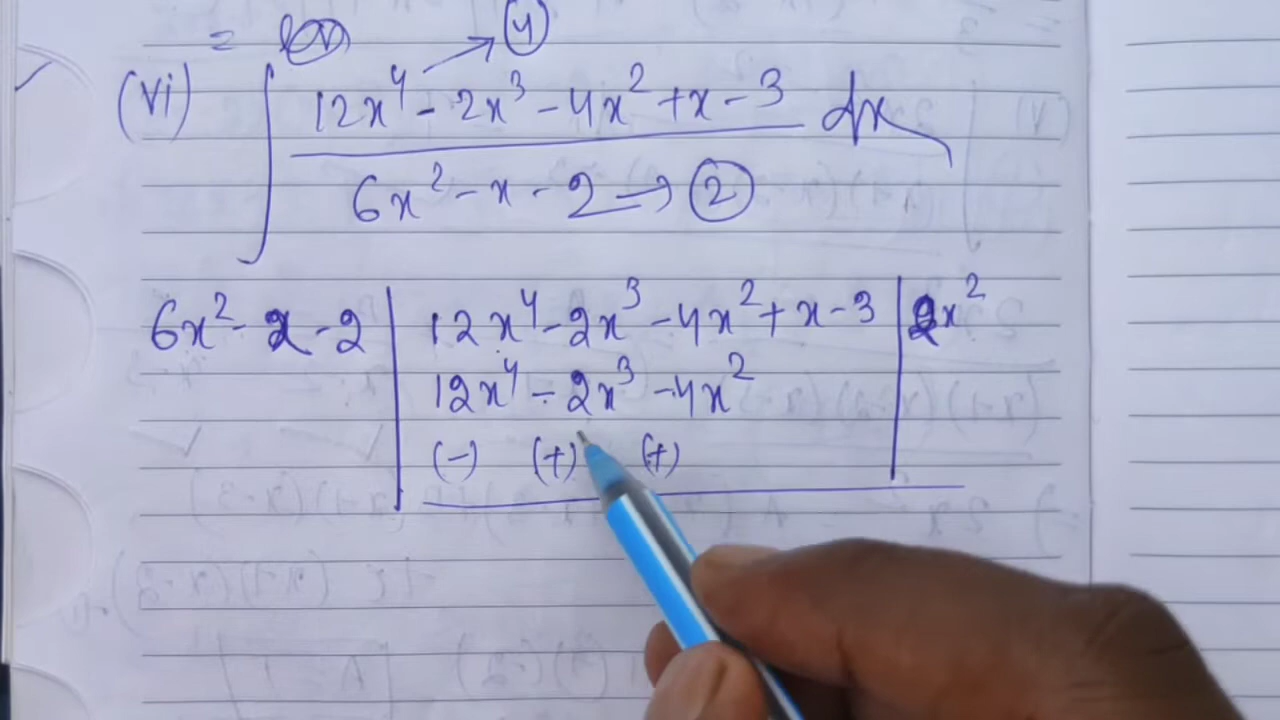 = 4
(vi) ∫ 12x⁴ - 2x³ - 4x² + x - 3 dx
6x² - x - 2 → 2
6x² - x - 2 | 12x⁴ - 2x³ - 4x² + x - 3 | 2x²
12x⁴ - 2x³ - 4x²
(-) (+) (+)